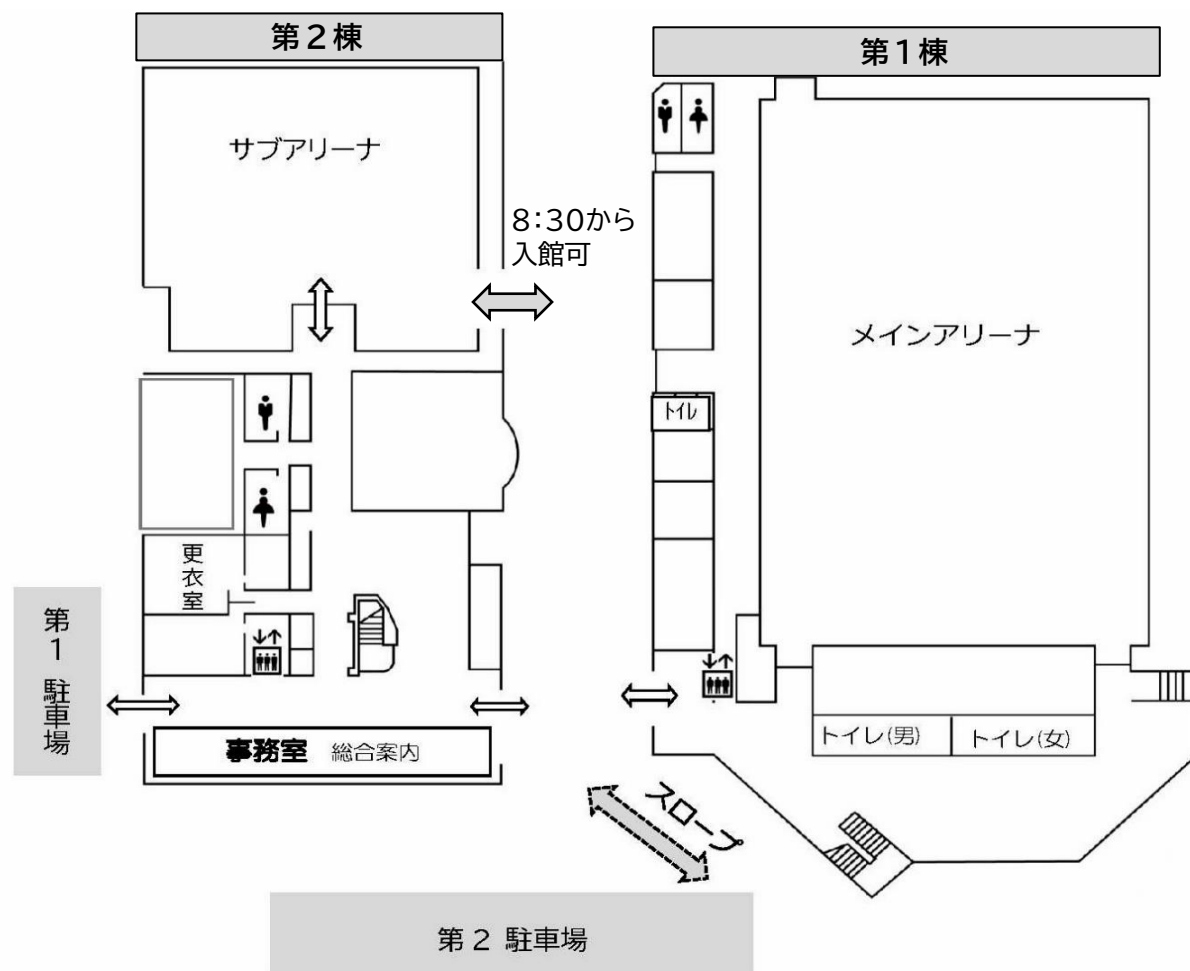 第２棟
第１棟
サブアリーナ
8:30から
入館可
メインアリーナ
トイレ
更衣室
第１駐車場
事務室 総合案内
トイレ(男)
トイレ(女)
スロープ
第２ 駐車場